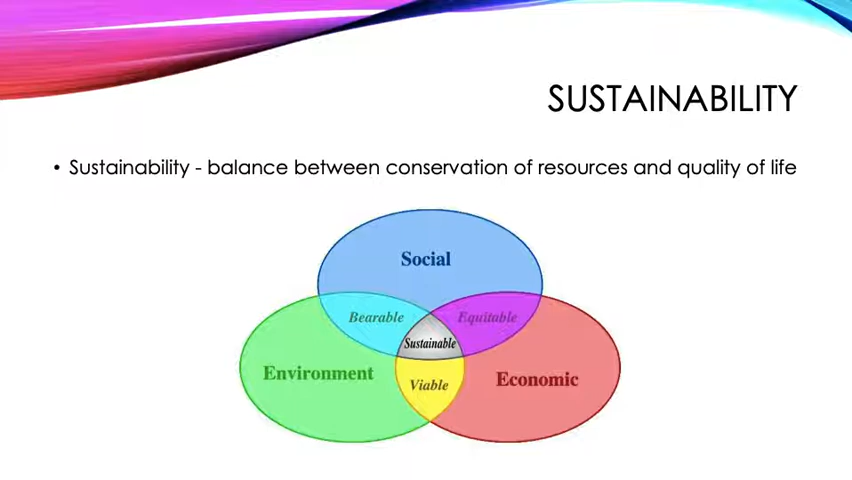 SUSTAINABILITY
• Sustainability - balance between conservation of resources and quality of life
Social
Bearable
Equitable
Sustainable
Environment
Viable
Economic